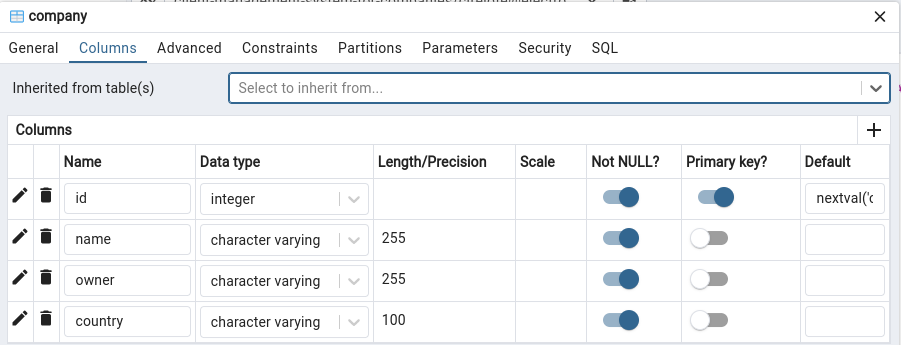 company
General Columns Advanced Constraints Partitions Parameters Security SQL
Inherited from table(s) Select to inherit from...
Columns
Name Data type Length/Precision Scale Not NULL? Primary key? Default
id integer nextval('c
name character varying 255
owner character varying 255
country character varying 100